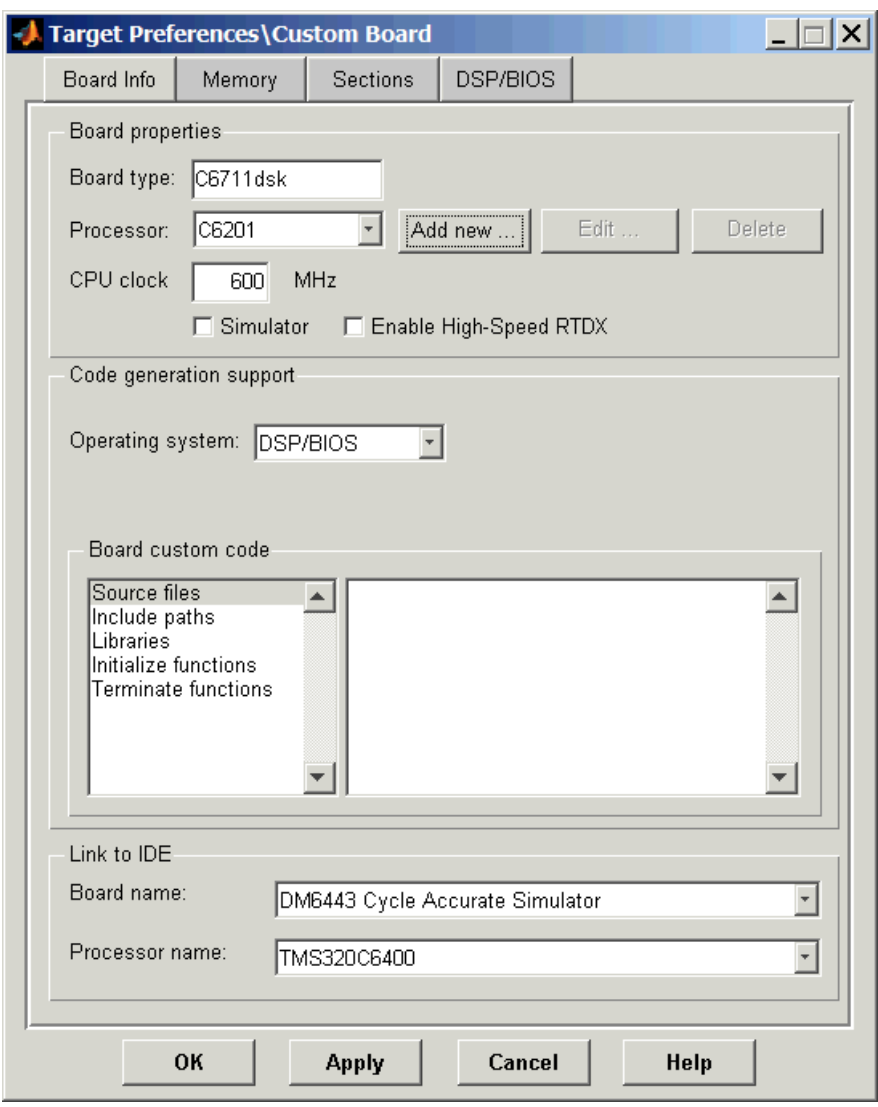 Target Preferences\Custom Board
Board Info Memory Sections DSP/BIOS
Board properties
Board type: C6711dsk
Processor: C6201 Add new ... Edit ... Delete
CPU clock 600 MHz
Simulator Enable High-Speed RTDX
Code generation support
Operating system: DSP/BIOS
Board custom code
Source files
Include paths
Libraries
Initialize functions
Terminate functions
Link to IDE
Board name: DM6443 Cycle Accurate Simulator
Processor name: TMS320C6400
OK Apply Cancel Help